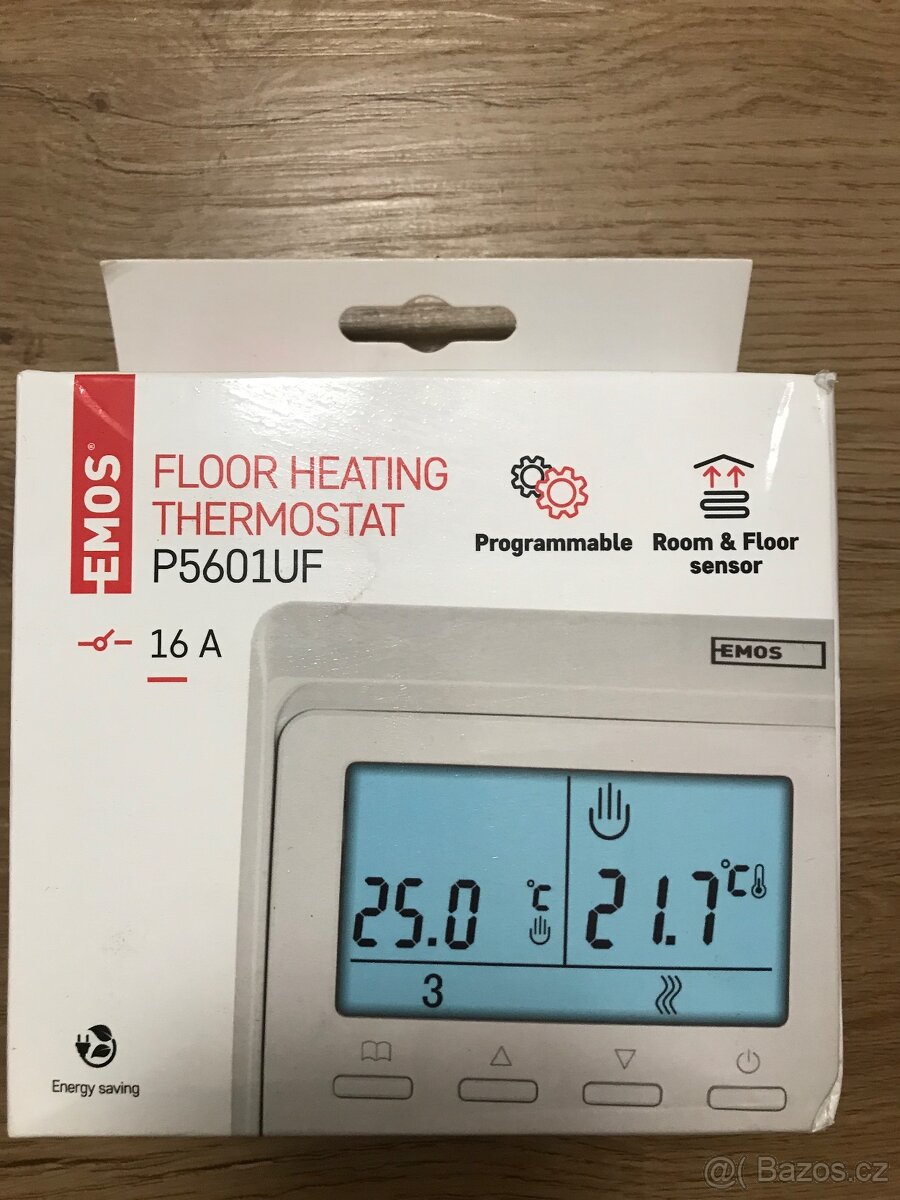 EMOS®
FLOOR HEATING
THERMOSTAT
P5601UF
16 A
Programmable
Room & Floor
sensor
EMOS
25.0 °C
21.7 °C
3
Energy saving
@( Bazos.cz